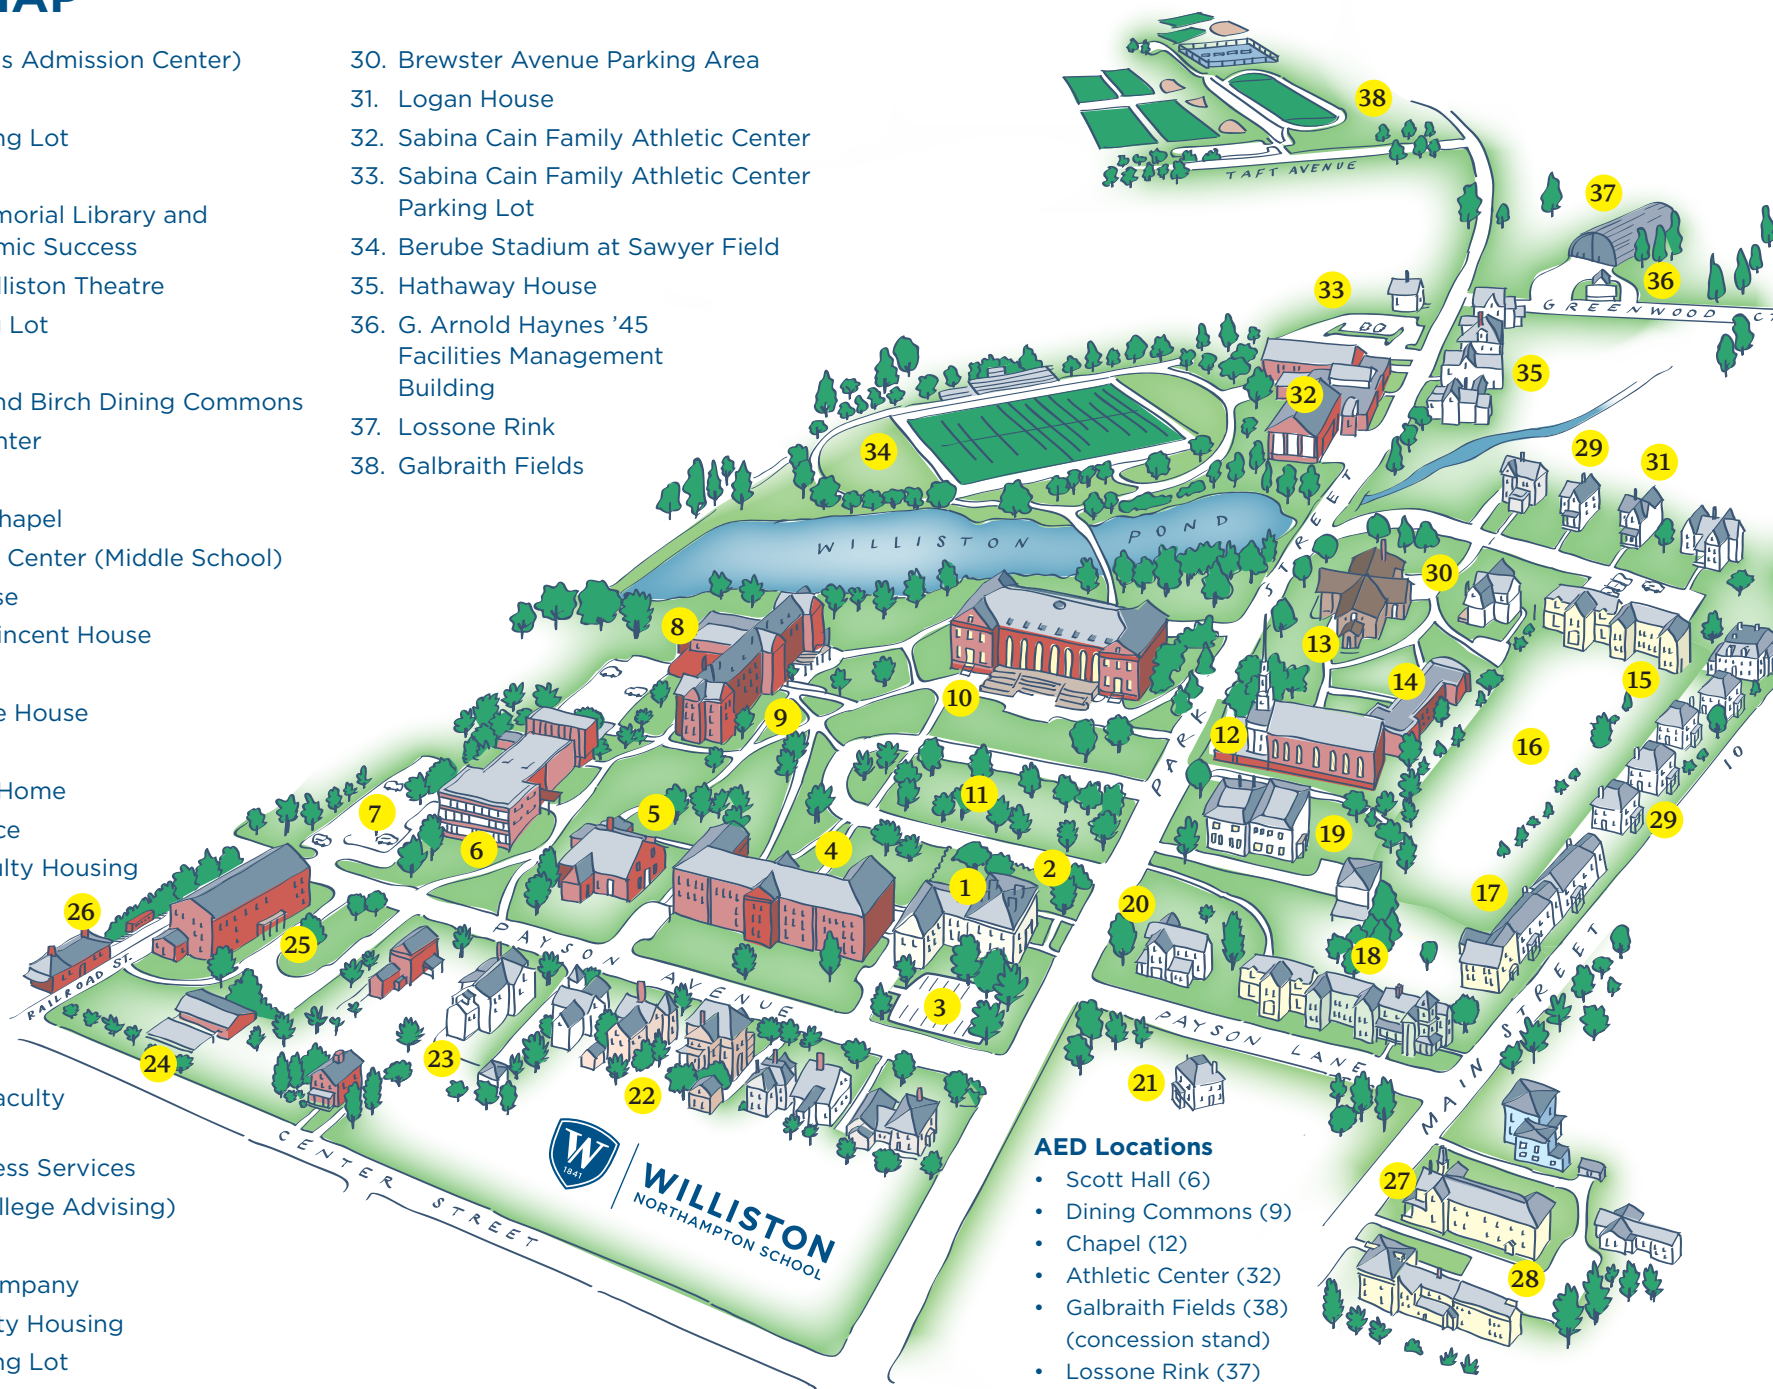 s Admission Center)
ng Lot
morial Library and
mic Success
lliston Theatre
g Lot
nd Birch Dining Commons
nter
hapel
Center (Middle School)
se
incent House
e House
Home
ce
ulty Housing
aculty
ess Services
llege Advising)
ompany
ty Housing
ng Lot
30. Brewster Avenue Parking Area
31. Logan House
32. Sabina Cain Family Athletic Center
33. Sabina Cain Family Athletic Center
Parking Lot
34. Berube Stadium at Sawyer Field
35. Hathaway House
36. G. Arnold Haynes ’45
Facilities Management
Building
37. Lossone Rink
38. Galbraith Fields
38
TAFT AVENUE
37
36
33
GREENWOOD CT
35
32
34
29
31
WILLISTON POND
PARK STREET
30
8
13
14
15
9
10
12
16
10
11
7
5
19
29
6
4
1
2
17
20
26
25
18
RAILROAD ST.
PAYSON AVENUE
3
PAYSON LANE
MAIN STREET
24
23
22
21
CENTER STREET
W
1841
WILLISTON
NORTHAMPTON SCHOOL
27
28
AED Locations
• Scott Hall (6)
• Dining Commons (9)
• Chapel (12)
• Athletic Center (32)
• Galbraith Fields (38)
(concession stand)
• Lossone Rink (37)